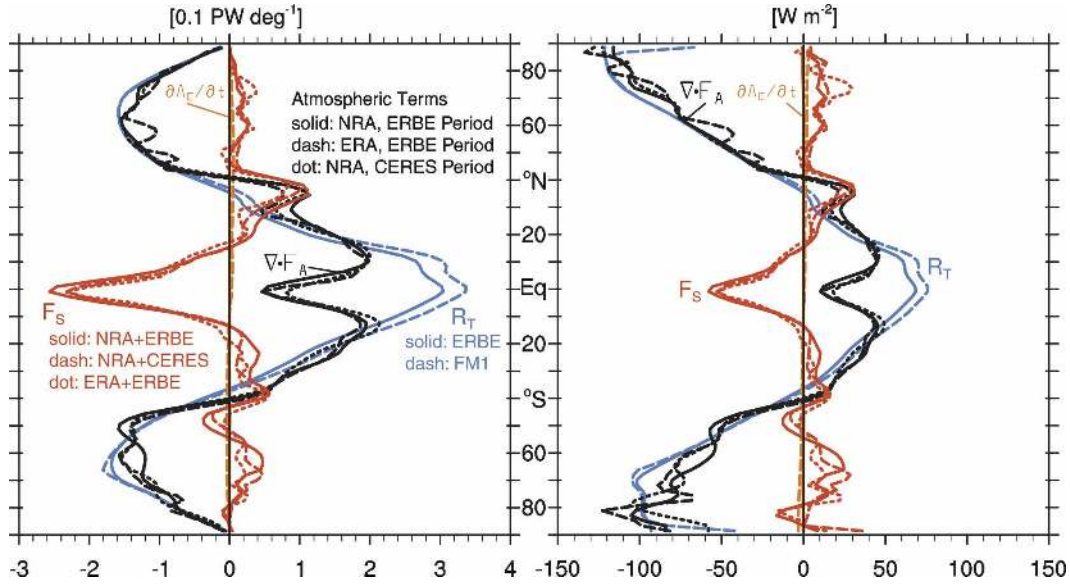 [0.1 PW deg⁻¹]
[W m⁻²]
∂A_E/∂t
∇·F_A
∂A_E/∂t
Atmospheric Terms
solid: NRA, ERBE Period
dash: ERA, ERBE Period
dot: NRA, CERES Period
80
60
°N
20
Eq
20
°S
60
80
∇·F_A
F_S
solid: NRA+ERBE
dash: NRA+CERES
dot: ERA+ERBE
R_T
solid: ERBE
dash: FM1
F_S
R_T
-3 -2 -1 0 1 2 3 4
-150 -100 -50 0 50 100 150